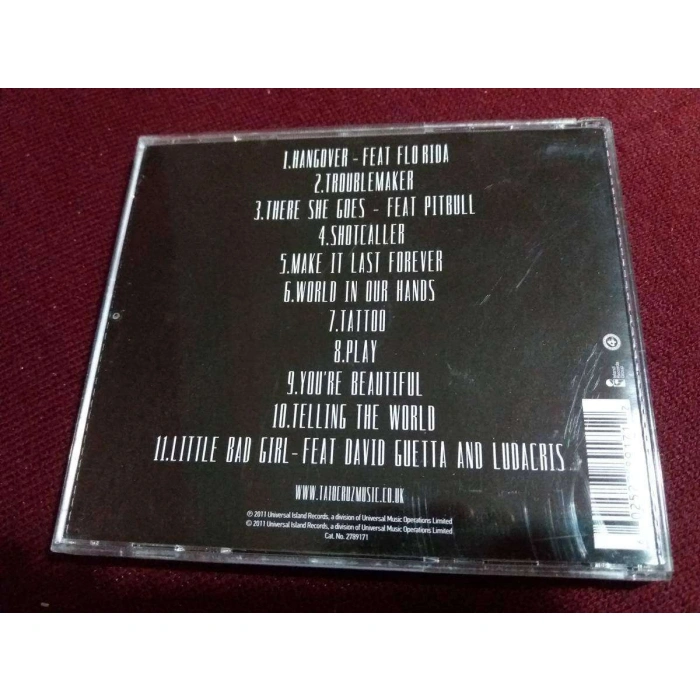 1.HANGOVER - FEAT FLO RIDA
2.TROUBLEMAKER
3.THERE SHE GOES - FEAT PITBULL
4.SHOTCALLER
5.MAKE IT LAST FOREVER
6.WORLD IN OUR HANDS
7.TATTOO
8.PLAY
9.YOU'RE BEAUTIFUL
10.TELLING THE WORLD
11.LITTLE BAD GIRL- FEAT DAVID GUETTA AND LUDACRIS
WWW.TAIOCRUZMUSIC.CO.UK
℗ 2011 Universal Island Records, a division of Universal Music Operations Limited
© 2011 Universal Island Records, a division of Universal Music Operations Limited
Cat. No. 2789171